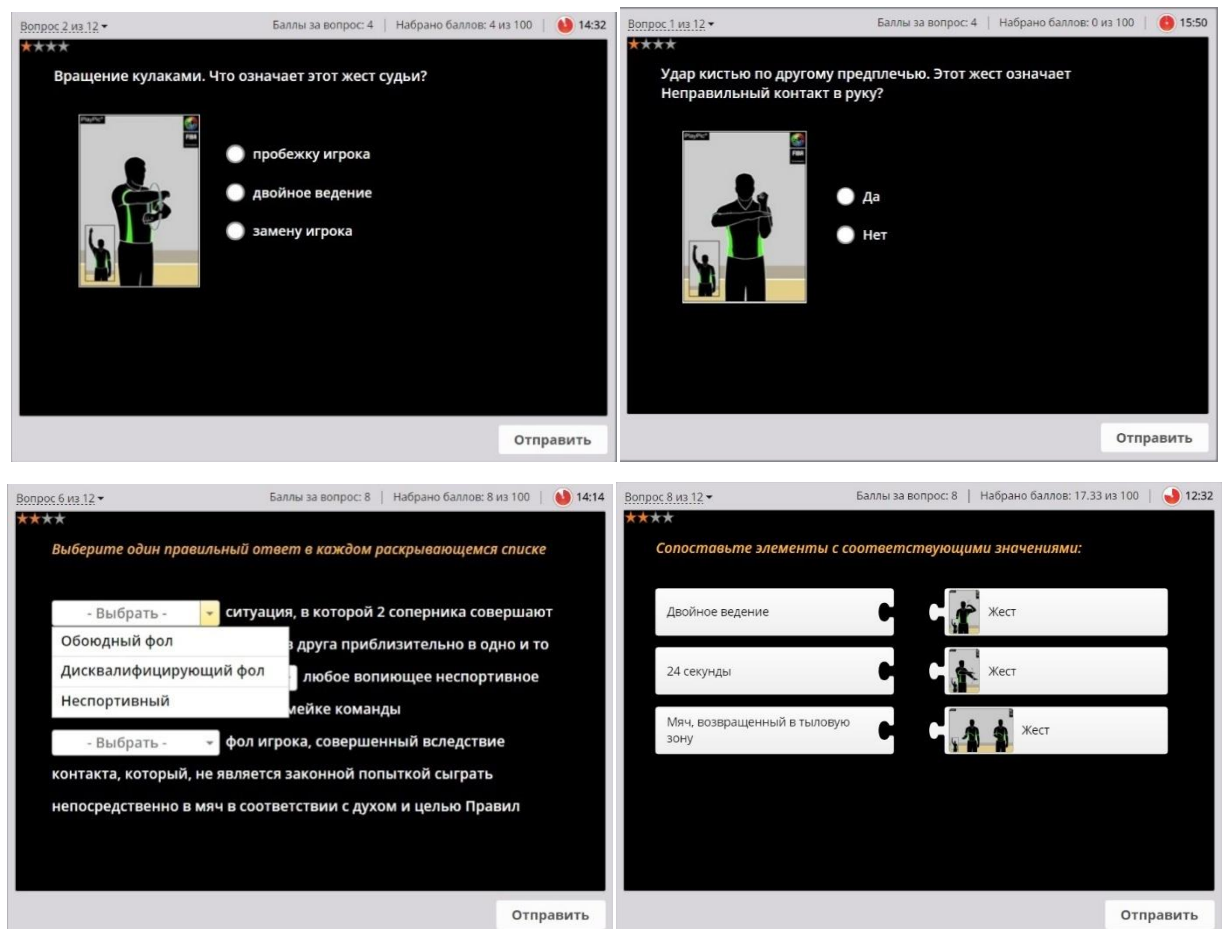 Вопрос 2 из 12
Баллы за вопрос: 4 | Набрано баллов: 4 из 100 | 14:32
Вращение кулаками. Что означает этот жест судьи?
FIBA
пробежку игрока
двойное ведение
замену игрока
Отправить
Вопрос 1 из 12
Баллы за вопрос: 4 | Набрано баллов: 0 из 100 | 15:50
Удар кистью по другому предплечью. Этот жест означает
Неправильный контакт в руку?
FIBA
Да
Нет
Отправить
Вопрос 6 из 12
Баллы за вопрос: 8 | Набрано баллов: 8 из 100 | 14:14
Выберите один правильный ответ в каждом раскрывающемся списке
- Выбрать - ситуация, в которой 2 соперника совершают
Обоюдный фол
друга приблизительно в одно и то
Дисквалифицирующий фол
любое вопиющее неспортивное
Неспортивный
мейке команды
- Выбрать - фол игрока, совершенный вследствие
контакта, который, не является законной попыткой сыграть
непосредственно в мяч в соответствии с духом и целью Правил
Отправить
Вопрос 8 из 12
Баллы за вопрос: 8 | Набрано баллов: 17.33 из 100 | 12:32
Сопоставьте элементы с соответствующими значениями:
Двойное ведение
Жест
24 секунды
Жест
Мяч, возвращенный в тыловую
зону
Жест
Отправить